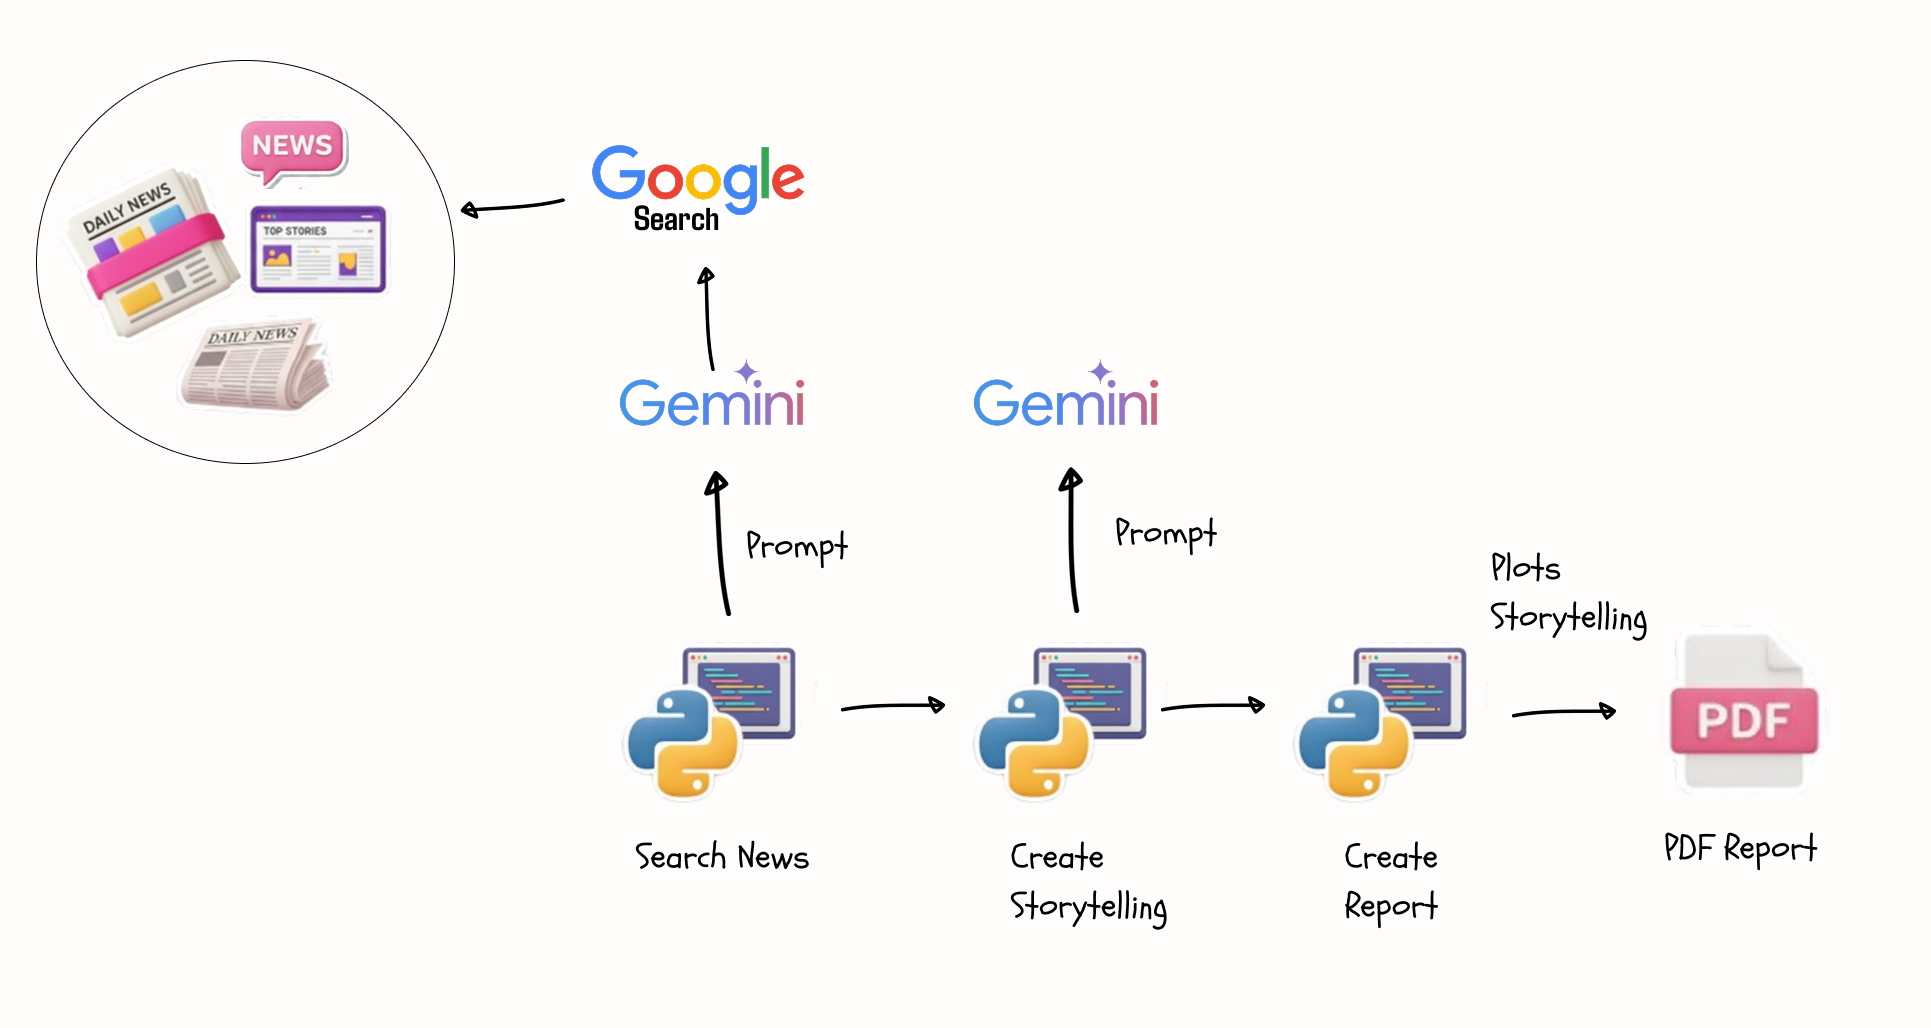 NEWS
DAILY NEWS
TOP STORIES
DAILY NEWS
Google
Search
Gemini
Gemini
Prompt
Prompt
Plots
Storytelling
PDF
Search News
Create
Storytelling
Create
Report
PDF Report